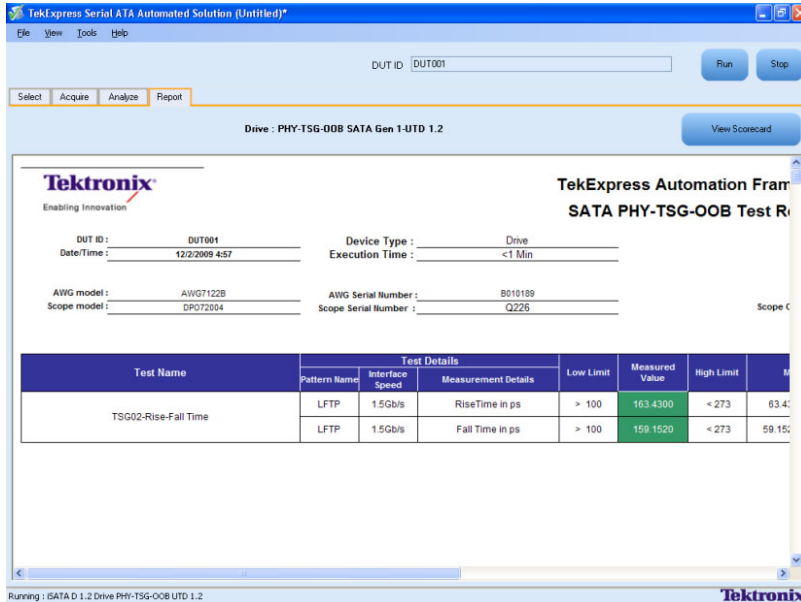 TekExpress Serial ATA Automated Solution (Untitled)*
File View Tools Help
DUT ID DUT001 Run Stop
Select Acquire Analyze Report
Drive : PHY-TSG-OOB SATA Gen 1-UTD 1.2 View Scorecard
Tektronix
Enabling Innovation
TekExpress Automation Fram
SATA PHY-TSG-OOB Test Re
DUT ID : DUT001 Device Type : Drive
Date/Time : 12/2/2009 4:57 Execution Time : <1 Min
AWG model : AWG7122B AWG Serial Number : B010189
Scope model : DPO72004 Scope Serial Number : Q226 Scope
Test Name Test Details Low Limit Measured Value High Limit M
Pattern Name Interface Speed Measurement Details
TSG02-Rise-Fall Time
LFTP 1.5Gb/s RiseTime in ps > 100 163.4300 < 273 63.4
LFTP 1.5Gb/s Fall Time in ps > 100 159.1520 < 273 59.152
Running : iSATA D 1.2 Drive PHY-TSG-OOB UTD 1.2 Tektronix